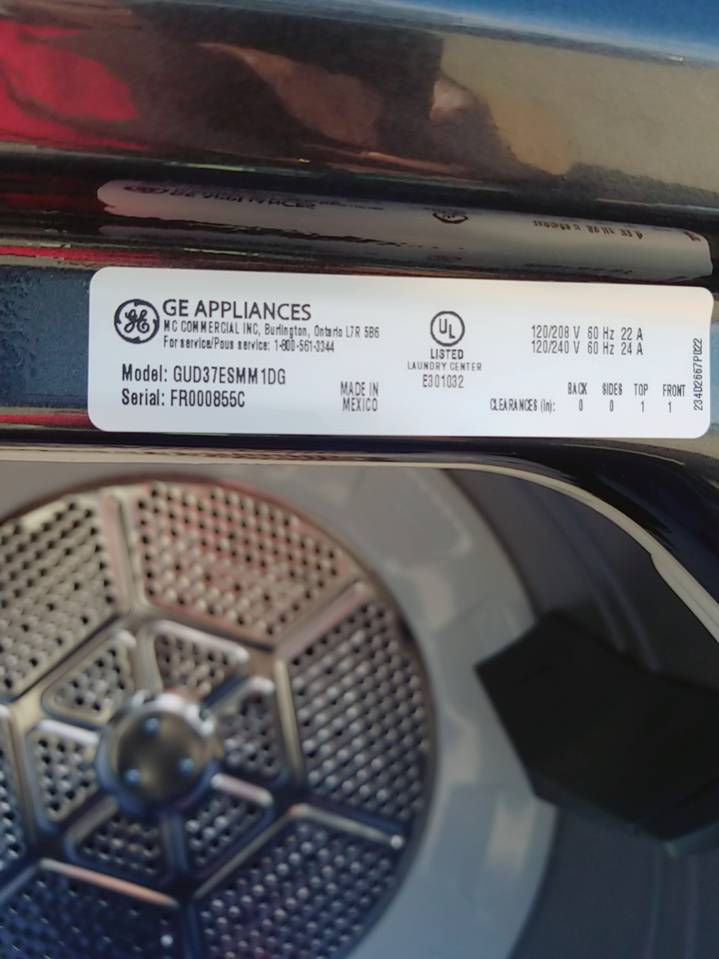 GE APPLIANCES
MC COMMERCIAL INC, Burlington, Ontario L7R 5B6
For service/Pous service: 1-800-561-3344
Model: GUD37ESMM1DG
Serial: FR000855C
MADE IN
MEXICO
UL
LISTED
LAUNDRY CENTER
E301032
120/208 V 60 Hz 22 A
120/240 V 60 Hz 24 A
BACK SIDES TOP FRONT
CLEARANCES (in): 0 0 1 1
234D2667P022